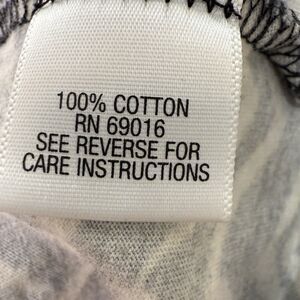 100% COTTON
RN 69016
SEE REVERSE FOR
CARE INSTRUCTIONS